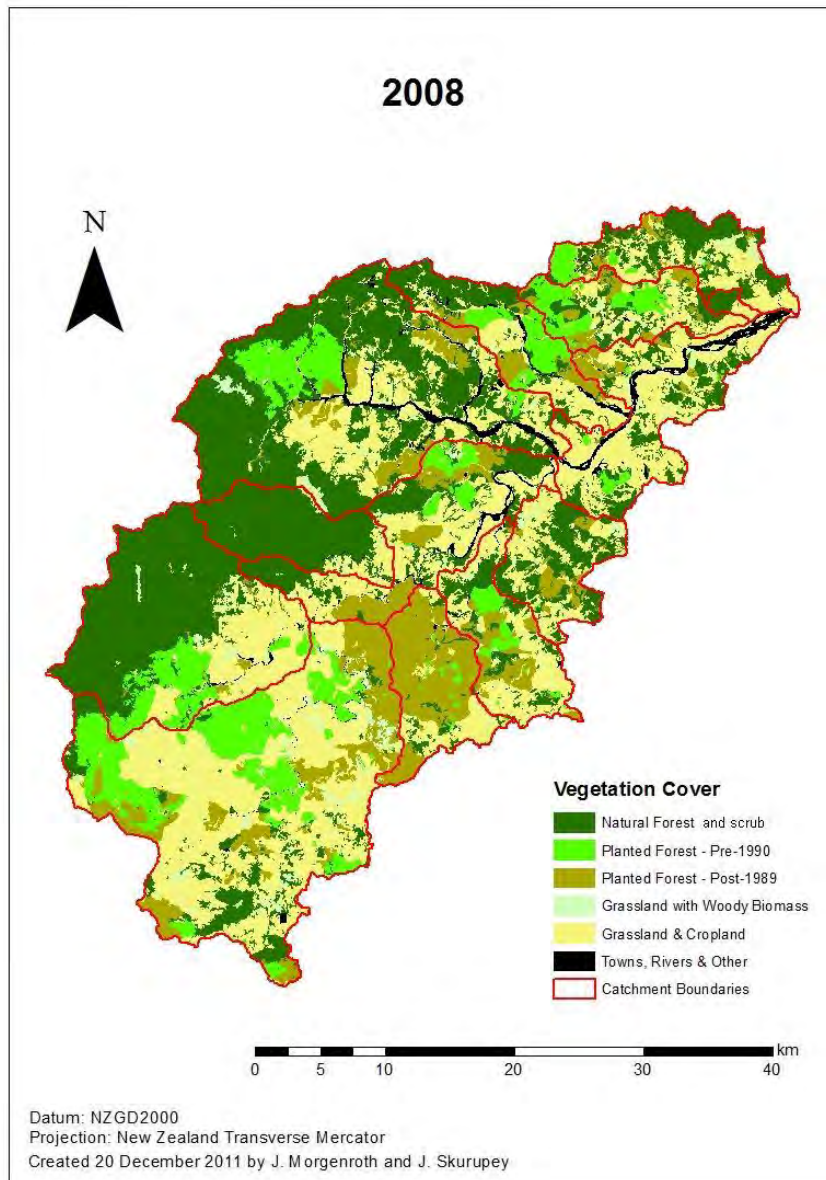 2008
N
Vegetation Cover
Natural Forest and scrub
Planted Forest - Pre-1990
Planted Forest - Post-1989
Grassland with Woody Biomass
Grassland & Cropland
Towns, Rivers & Other
Catchment Boundaries
km
0 5 10 20 30 40
Datum: NZGD2000
Projection: New Zealand Transverse Mercator
Created 20 December 2011 by J. Morgenroth and J. Skurupey